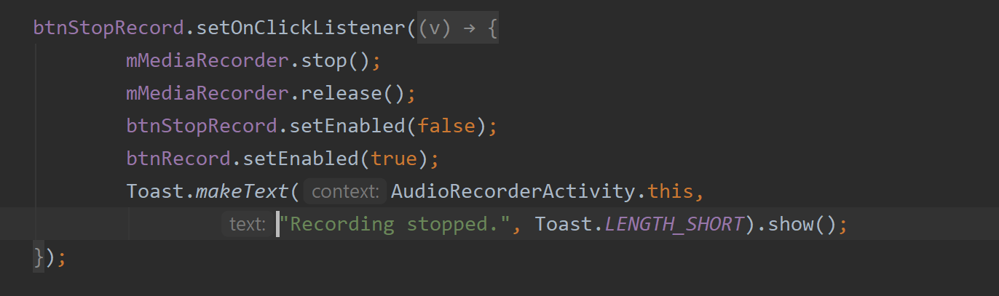 btnStopRecord.setOnClickListener((v) → {
mMediaRecorder.stop();
mMediaRecorder.release();
btnStopRecord.setEnabled(false);
btnRecord.setEnabled(true);
Toast.makeText( context: AudioRecorderActivity.this,
text: "Recording stopped.", Toast.LENGTH_SHORT).show();
});